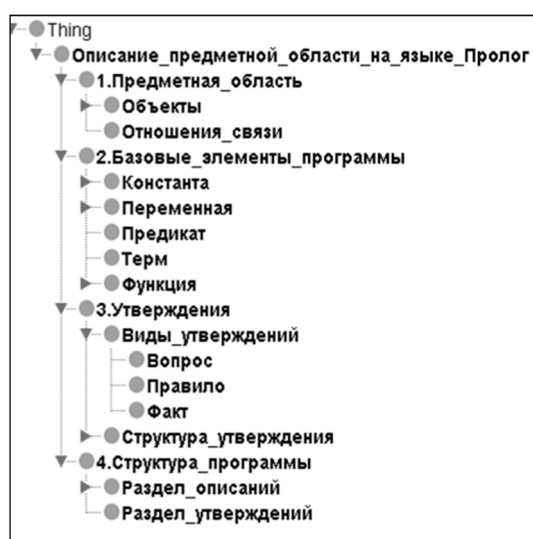 Thing
Описание_предметной_области_на_языке_Пролог
1.Предметная_область
Объекты
Отношения_связи
2.Базовые_элементы_программы
Константа
Переменная
Предикат
Терм
Функция
3.Утверждения
Виды_утверждений
Вопрос
Правило
Факт
Структура_утверждения
4.Структура_программы
Раздел_описаний
Раздел_утверждений